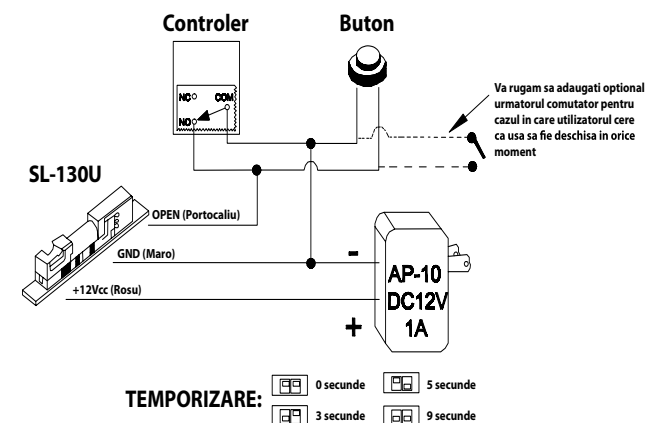 Controler
Buton
NC
COM
NO
Va rugam sa adaugati optional
urmatorul comutator pentru
cazul in care utilizatorul cere
ca usa sa fie deschisa in orice
moment
SL-130U
OPEN (Portocaliu)
GND (Maro)
+12Vcc (Rosu)
-
+
AP-10
DC12V
1A
TEMPORIZARE:
0 secunde
5 secunde
3 secunde
9 secunde